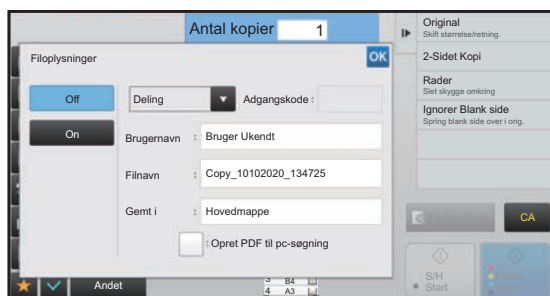 Antal kopier 1
Filoplysninger
OK
Off
Deling
Adgangskode :
On
Brugernavn : Bruger Ukendt
Filnavn : Copy_10102020_134725
Gemt i : Hovedmappe
: Opret PDF til pc-søgning
Andet
3 B4
4 A3
Original
Skift størrelse/retning.
2-Sidet Kopi
Rader
Slet skygge omkring
Ignorer Blank side
Spring blank side over i orig.
CA
S/H
Start